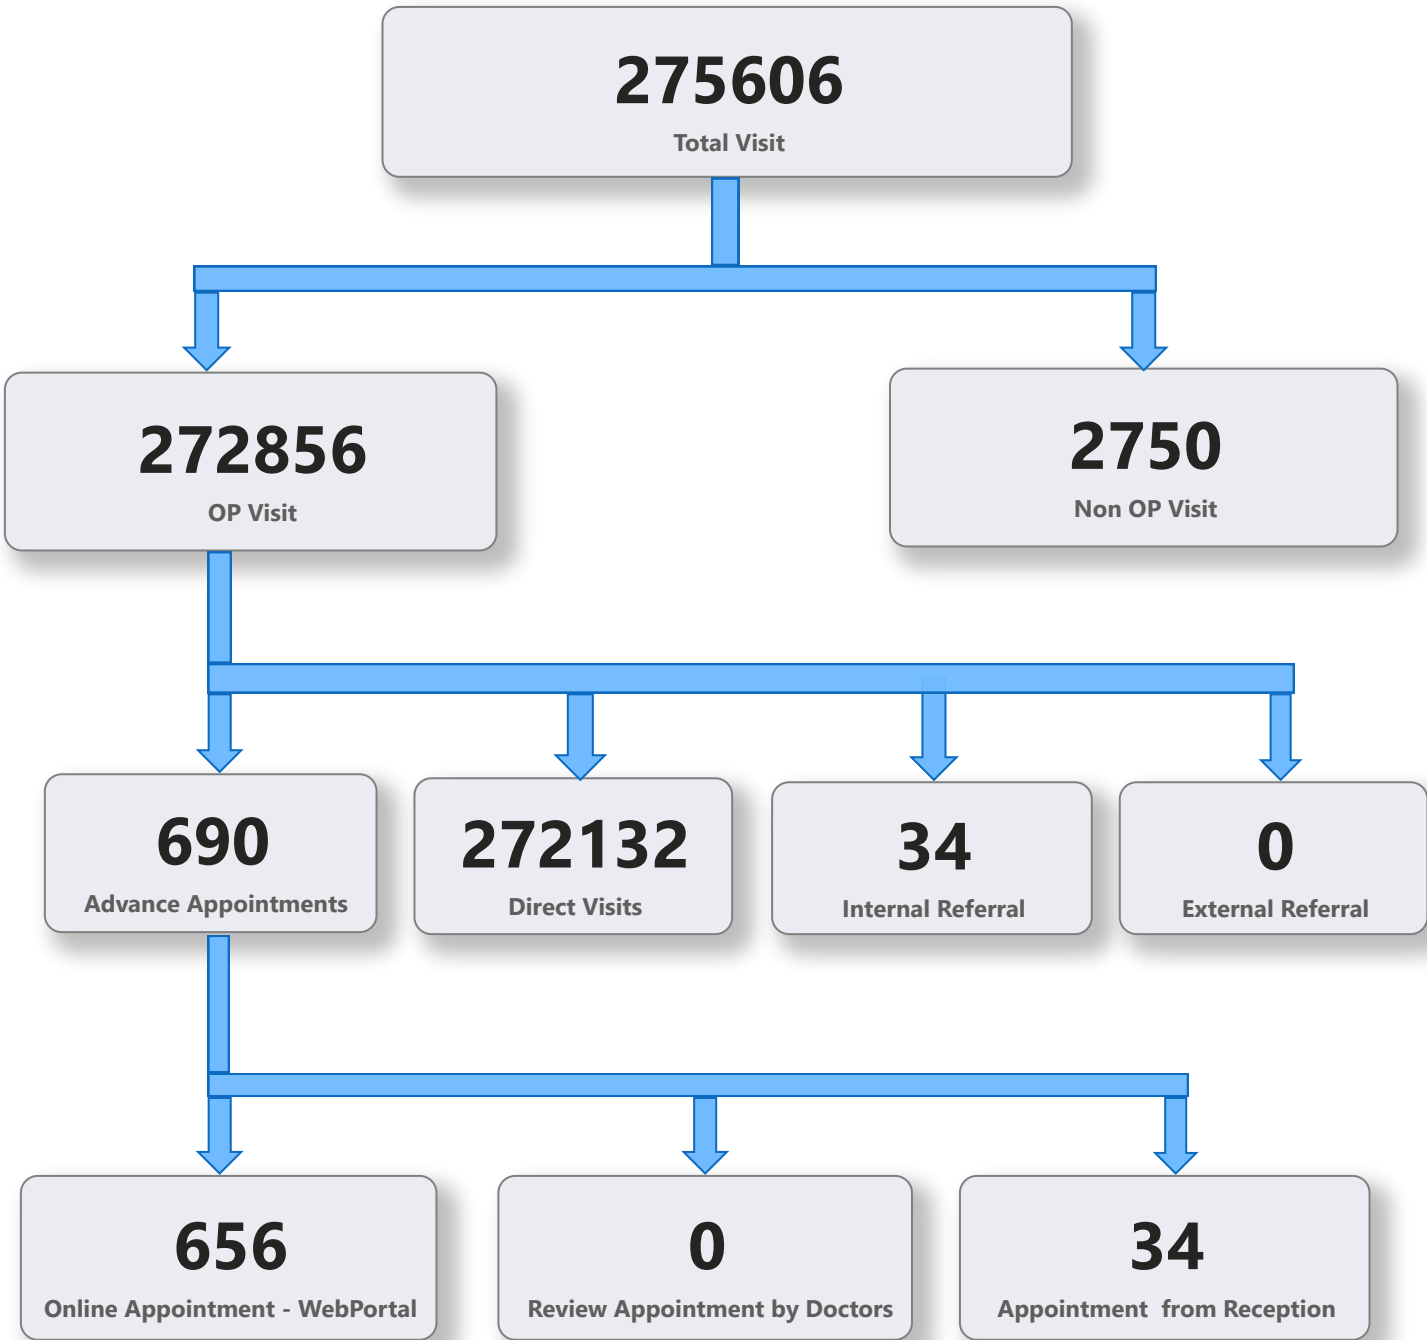 275606
Total Visit
272856
OP Visit
2750
Non OP Visit
690
Advance Appointments
272132
Direct Visits
34
Internal Referral
0
External Referral
656
Online Appointment - WebPortal
0
Review Appointment by Doctors
34
Appointment  from Reception